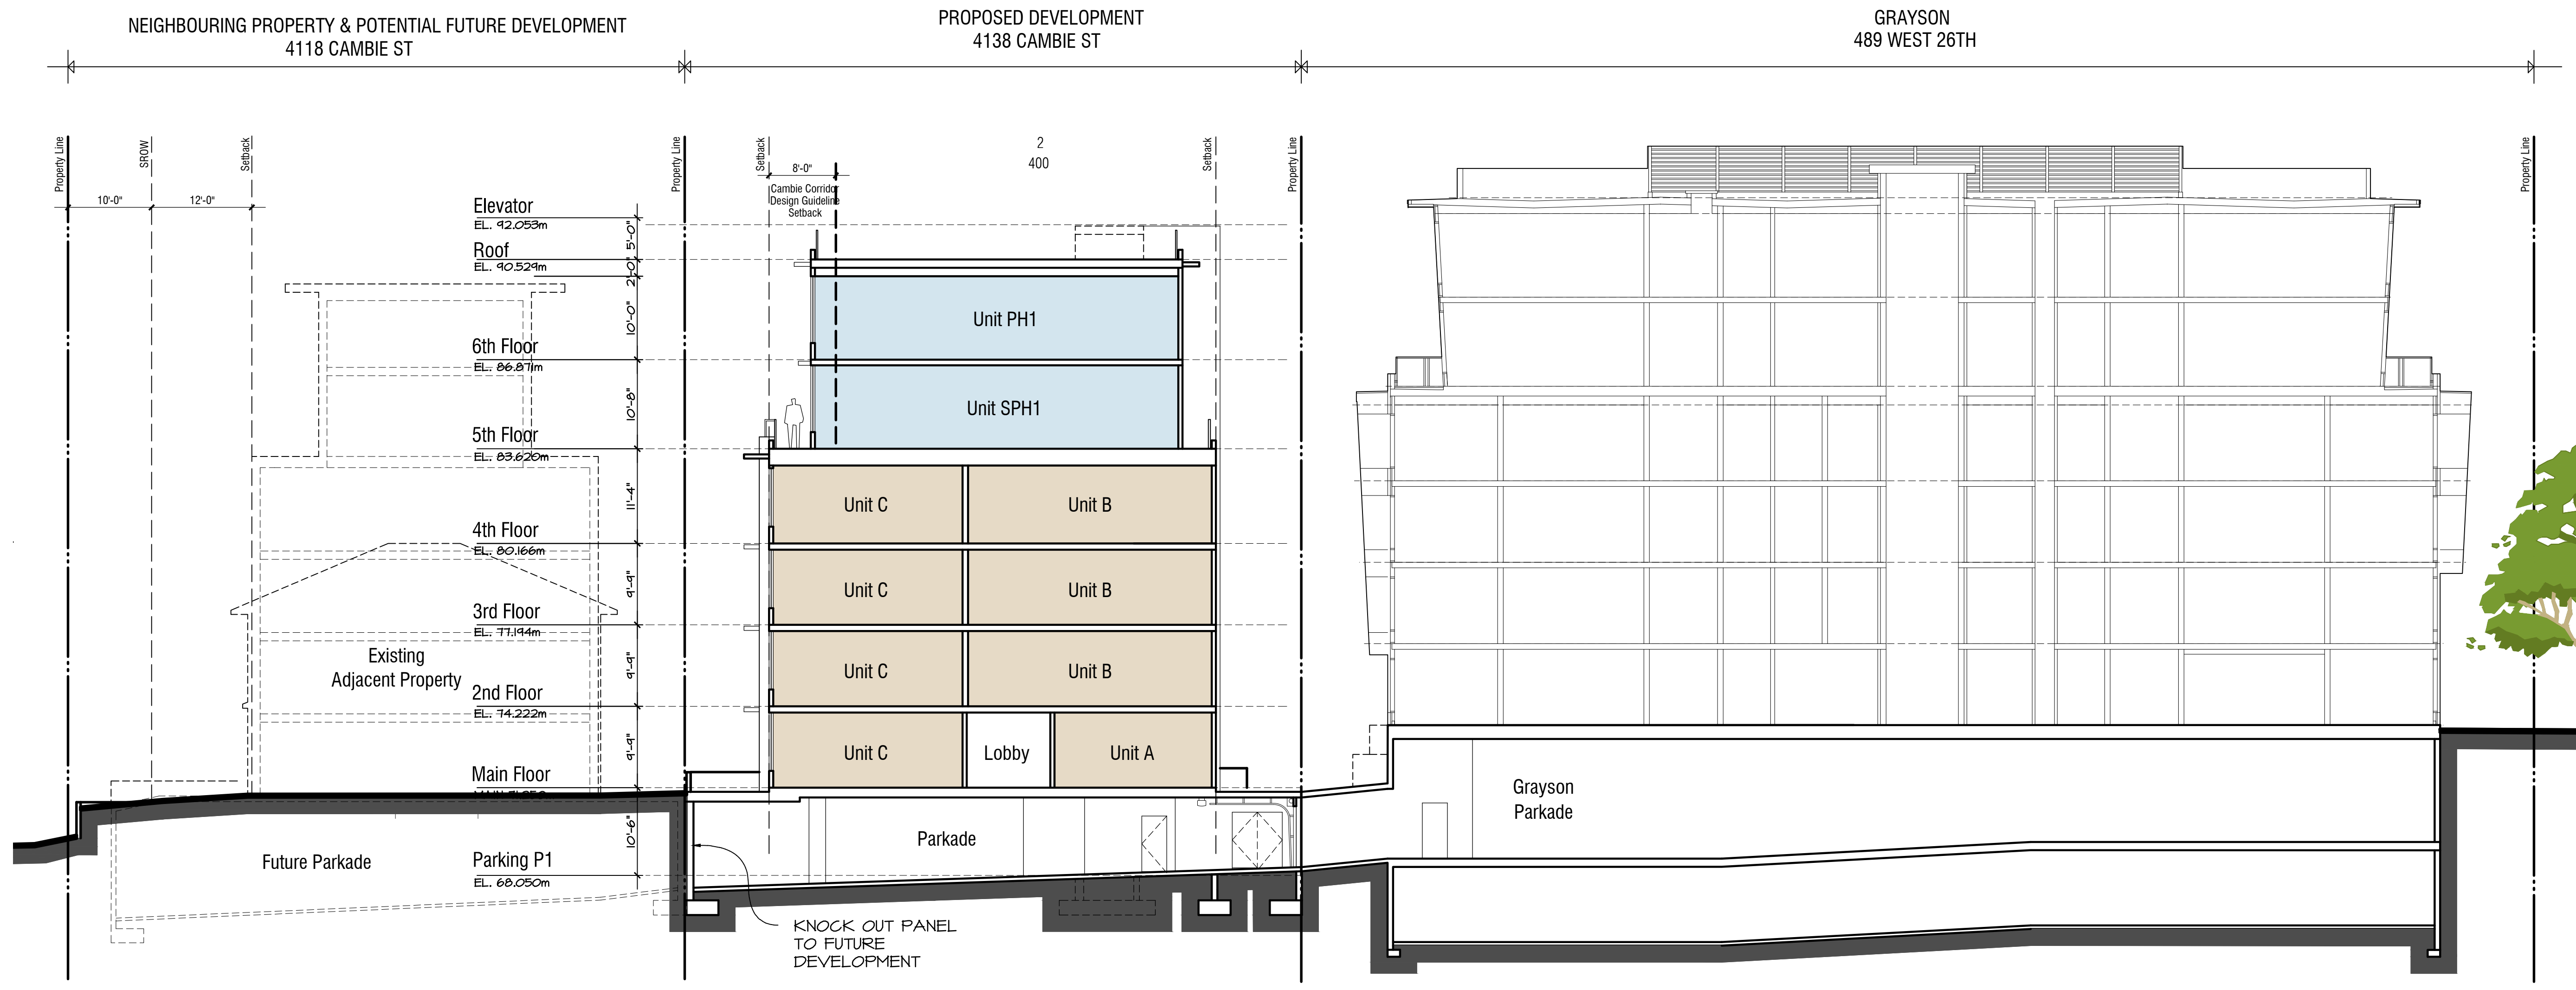 NEIGHBOURING PROPERTY & POTENTIAL FUTURE DEVELOPMENT
4118 CAMBIE ST
PROPOSED DEVELOPMENT
4138 CAMBIE ST
GRAYSON
489 WEST 26TH
Property Line
SROW
Setback
Property Line
Setback
Setback
Property Line
Property Line
10'-0"
12'-0"
8'-0"
Cambie Corridor
Design Guideline
Setback
2
400
Elevator
EL. 92.053m
5'-0"
Roof
EL. 90.529m
2'-0"
10'-0"
6th Floor
EL. 86.871m
10'-8"
5th Floor
EL. 83.620m
11'-4"
4th Floor
EL. 80.166m
9'-9"
3rd Floor
EL. 77.194m
9'-9"
2nd Floor
EL. 74.222m
9'-9"
Main Floor
10'-6"
Parking P1
EL. 68.050m
Existing
Adjacent Property
Future Parkade
Unit PH1
Unit SPH1
Unit C
Unit B
Unit C
Unit B
Unit C
Unit B
Unit C
Lobby
Unit A
Parkade
KNOCK OUT PANEL
TO FUTURE
DEVELOPMENT
Grayson
Parkade